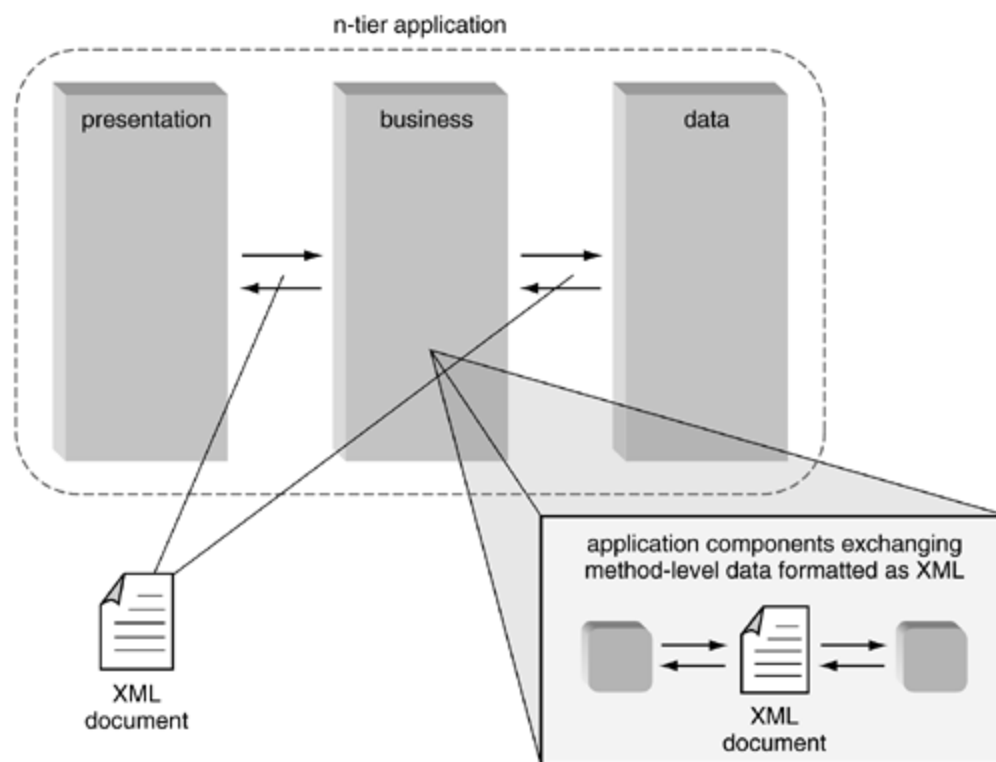 n-tier application
presentation
business
data
application components exchanging
method-level data formatted as XML
XML
document
XML
document